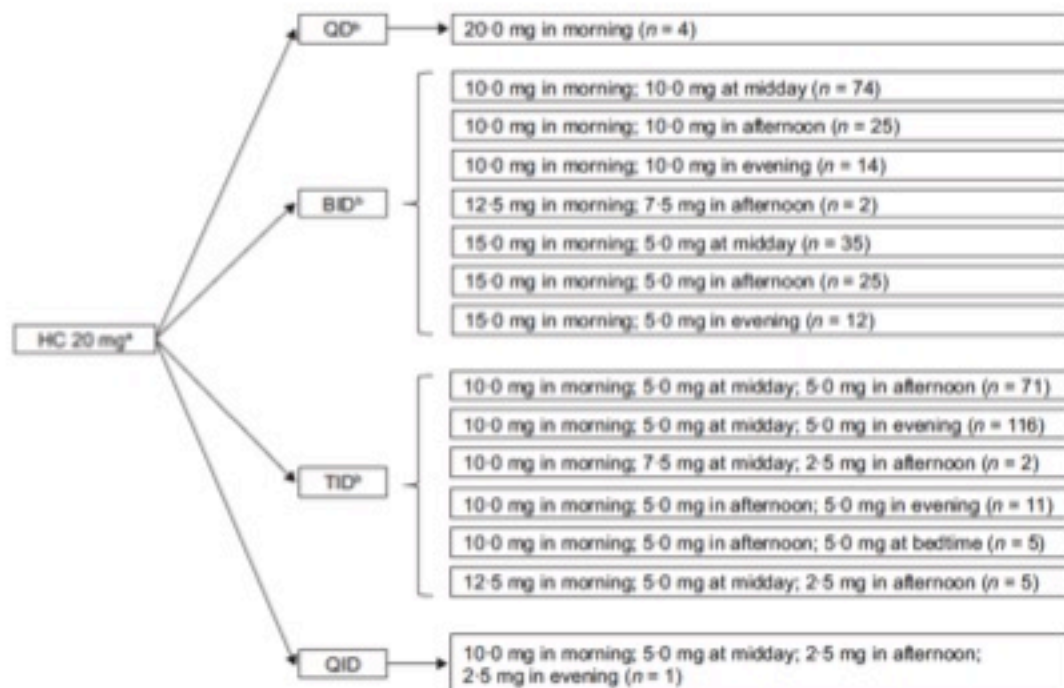 QDᵇ
20·0 mg in morning (n = 4)
10·0 mg in morning; 10·0 mg at midday (n = 74)
10·0 mg in morning; 10·0 mg in afternoon (n = 25)
10·0 mg in morning; 10·0 mg in evening (n = 14)
BIDᵇ
12·5 mg in morning; 7·5 mg in afternoon (n = 2)
15·0 mg in morning; 5·0 mg at midday (n = 35)
15·0 mg in morning; 5·0 mg in afternoon (n = 25)
15·0 mg in morning; 5·0 mg in evening (n = 12)
HC 20 mgᵃ
10·0 mg in morning; 5·0 mg at midday; 5·0 mg in afternoon (n = 71)
10·0 mg in morning; 5·0 mg at midday; 5·0 mg in evening (n = 116)
10·0 mg in morning; 7·5 mg at midday; 2·5 mg in afternoon (n = 2)
TIDᵇ
10·0 mg in morning; 5·0 mg in afternoon; 5·0 mg in evening (n = 11)
10·0 mg in morning; 5·0 mg in afternoon; 5·0 mg at bedtime (n = 5)
12·5 mg in morning; 5·0 mg at midday; 2·5 mg in afternoon (n = 5)
QID
10·0 mg in morning; 5·0 mg at midday; 2·5 mg in afternoon;
2·5 mg in evening (n = 1)